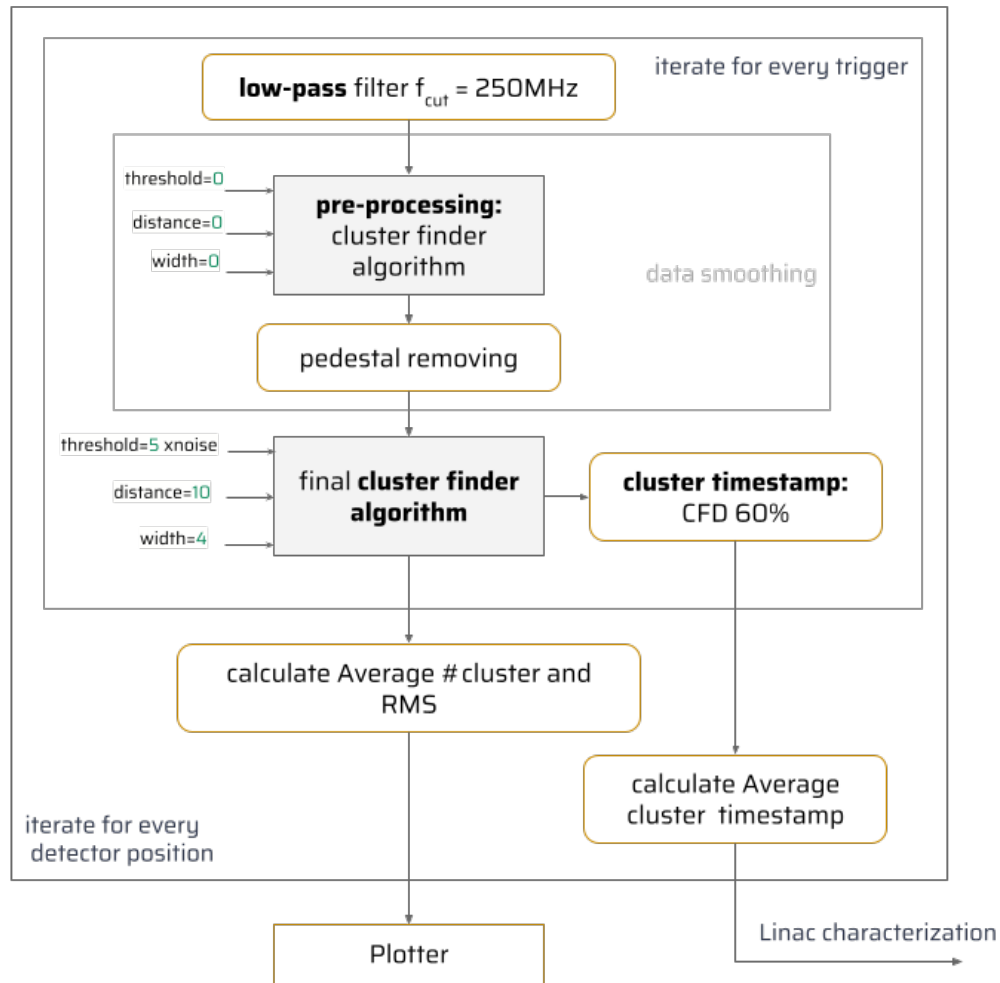 iterate for every trigger
low-pass filter fcut = 250MHz
threshold=0
distance=0
width=0
pre-processing:
cluster finder
algorithm
data smoothing
pedestal removing
threshold=5 xnoise
distance=10
width=4
final cluster finder
algorithm
cluster timestamp:
CFD 60%
calculate Average #cluster and
RMS
calculate Average
cluster timestamp
iterate for every
detector position
Plotter
Linac characterization